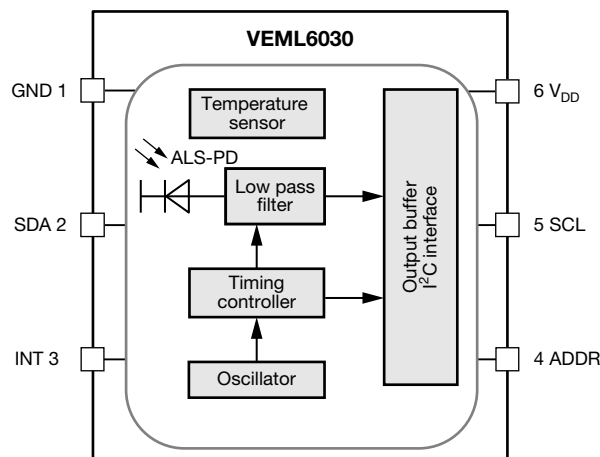 VEML6030
GND 1
6 VDD
Temperature
sensor
ALS-PD
Low pass
filter
SDA 2
5 SCL
Output buffer
I²C interface
Timing
controller
INT 3
4 ADDR
Oscillator